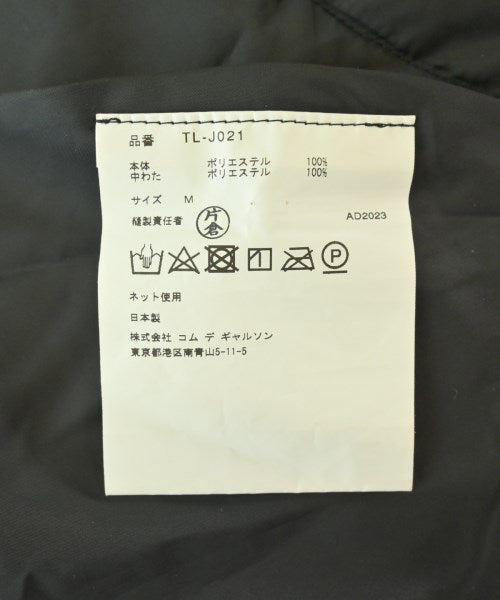 品番 TL-J021
本体 ポリエステル 100%
中わた ポリエステル 100%
サイズ M
縫製責任者 片倉 AD2023
P
ネット使用
日本製
株式会社 コム デ ギャルソン
東京都港区南青山5-11-5